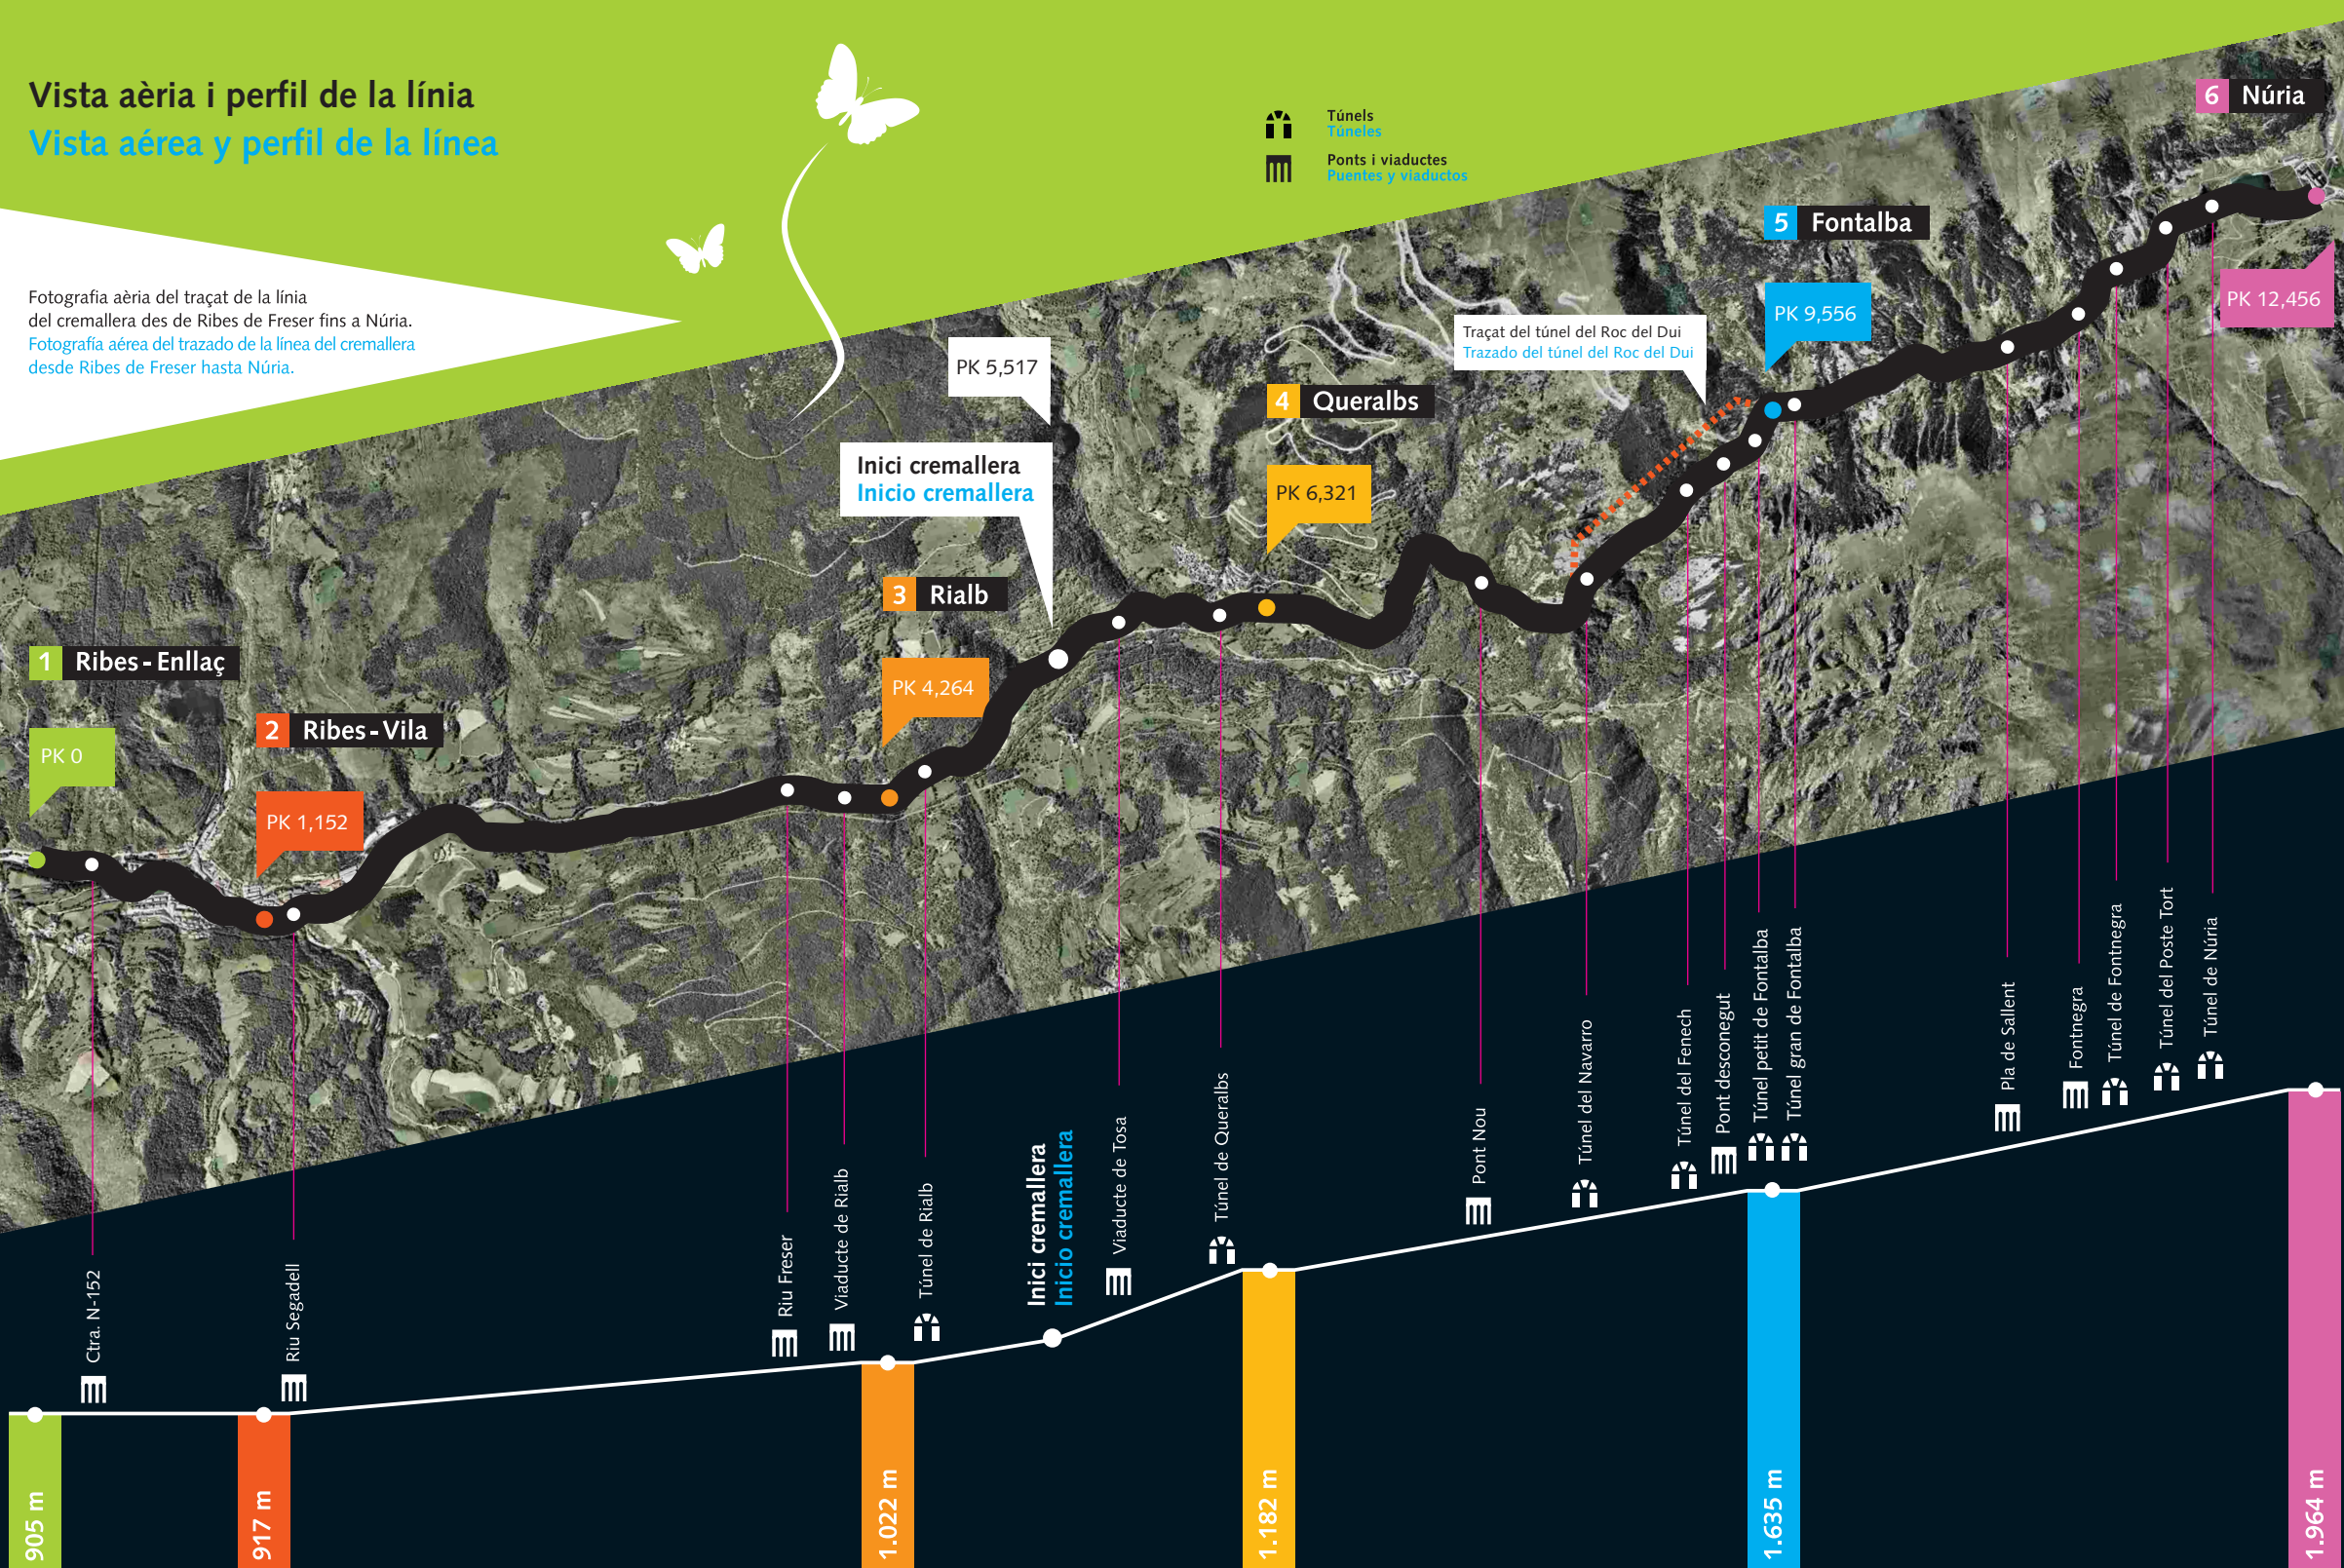 Vista aèria i perfil de la línia
Vista aérea y perfil de la línea
Túnels
Túneles
Ponts i viaductes
Puentes y viaductos
Fotografia aèria del traçat de la línia
del cremallera des de Ribes de Freser fins a Núria.
Fotografía aérea del trazado de la línea del cremallera
desde Ribes de Freser hasta Núria.
6 Núria
PK 12,456
5 Fontalba
PK 9,556
Traçat del túnel del Roc del Dui
Trazado del túnel del Roc del Dui
PK 5,517
Inici cremallera
Inicio cremallera
4 Queralbs
PK 6,321
3 Rialb
PK 4,264
1 Ribes-Enllaç
PK 0
2 Ribes-Vila
PK 1,152
Ctra. N-152
Riu Segadell
Riu Freser
Viaducte de Rialb
Túnel de Rialb
Inici cremallera
Inicio cremallera
Viaducte de Tosa
Túnel de Queralbs
Pont Nou
Túnel del Navarro
Túnel del Fenech
Pont desconegut
Túnel petit de Fontalba
Túnel gran de Fontalba
Pla de Sallent
Fontnegra
Túnel de Fontnegra
Túnel del Poste Tort
Túnel de Núria
905 m
917 m
1.022 m
1.182 m
1.635 m
1.964 m